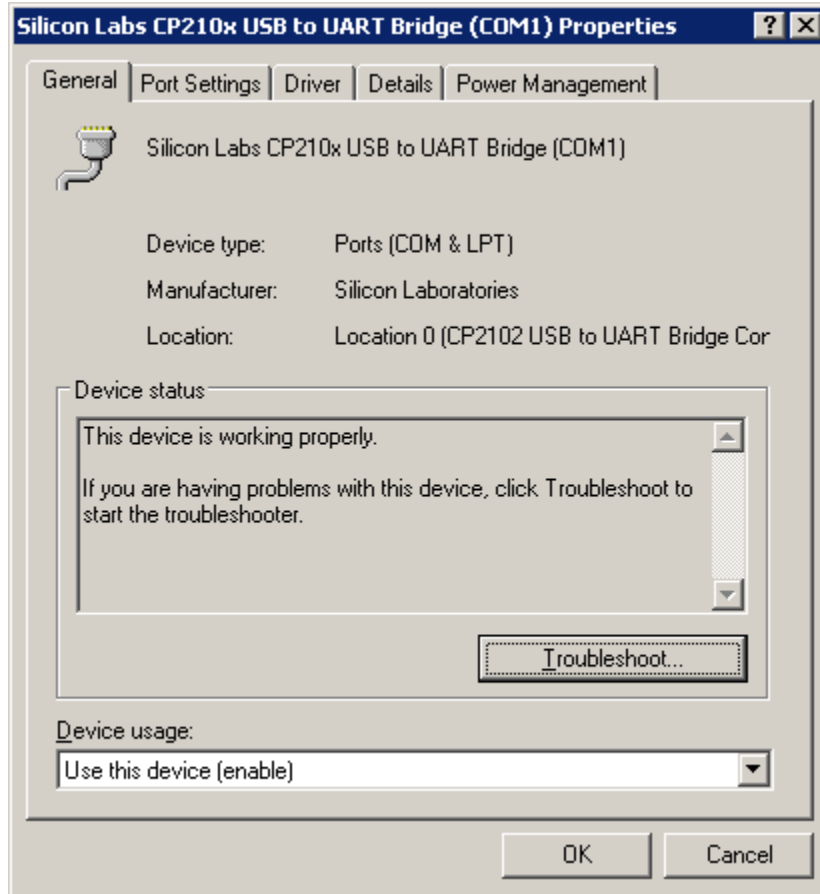 Silicon Labs CP210x USB to UART Bridge (COM1) Properties
General Port Settings Driver Details Power Management
Silicon Labs CP210x USB to UART Bridge (COM1)
Device type: Ports (COM & LPT)
Manufacturer: Silicon Laboratories
Location: Location 0 (CP2102 USB to UART Bridge Cor
Device status
This device is working properly.
If you are having problems with this device, click Troubleshoot to
start the troubleshooter.
Troubleshoot...
Device usage:
Use this device (enable)
OK Cancel